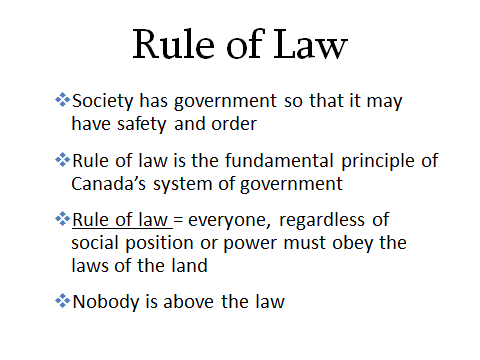 Rule of Law
❖Society has government so that it may
have safety and order
❖Rule of law is the fundamental principle of
Canada's system of government
❖Rule of law = everyone, regardless of
social position or power must obey the
laws of the land
❖Nobody is above the law